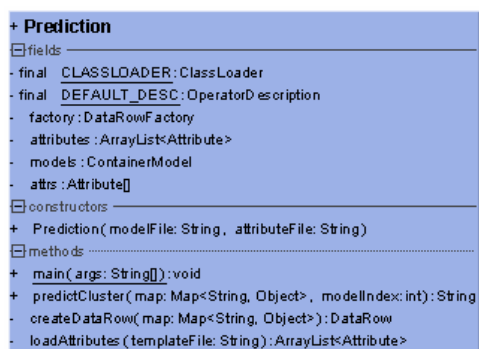 + Prediction
fields
- final CLASSLOADER:ClassLoader
- final DEFAULT_DESC:OperatorDescription
- factory:DataRowFactory
- attributes:ArrayList<Attribute>
- models:ContainerModel
- attrs:Attribute[]
constructors
+ Prediction(modelFile: String, attributeFile: String)
methods
+ main(args: String[]):void
+ predictCluster(map: Map<String, Object>, modelIndex:int):String
- createDataRow(map: Map<String, Object>):DataRow
- loadAttributes(templateFile: String):ArrayList<Attribute>